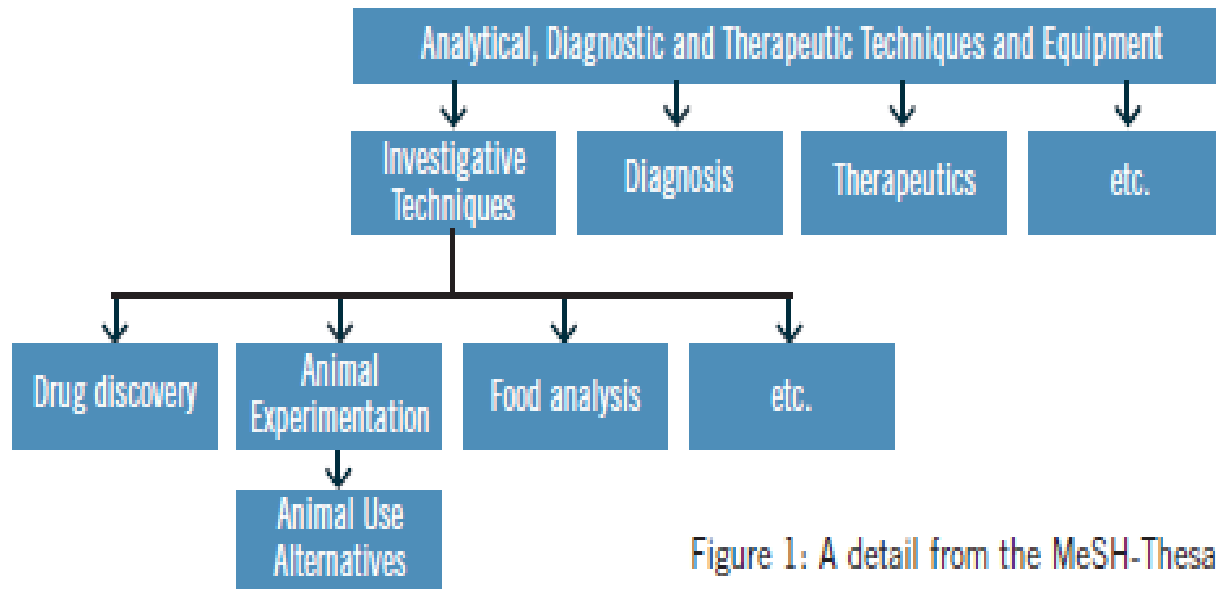 Analytical, Diagnostic and Therapeutic Techniques and Equipment
Investigative
Techniques
Diagnosis
Therapeutics
etc.
Drug discovery
Animal
Experimentation
Food analysis
etc.
Animal Use
Alternatives
Figure 1: A detail from the MeSH-Thesa